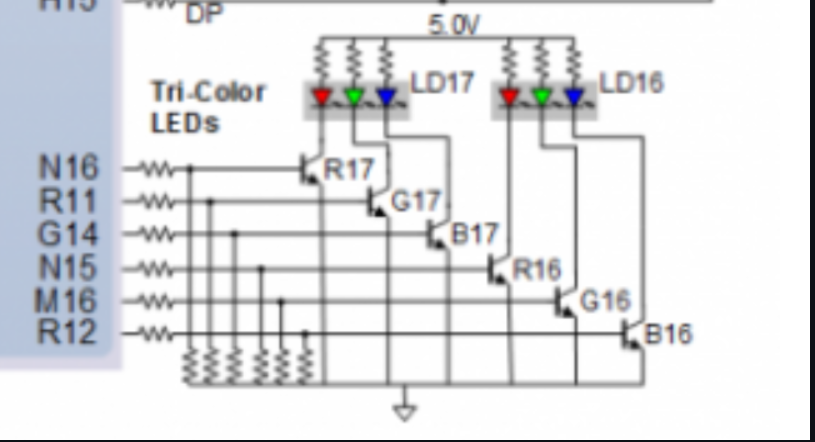 H15
DP
5.0V
LD17
LD16
Tri-Color
LEDs
N16
R17
R11
G17
G14
B17
N15
R16
M16
G16
R12
B16